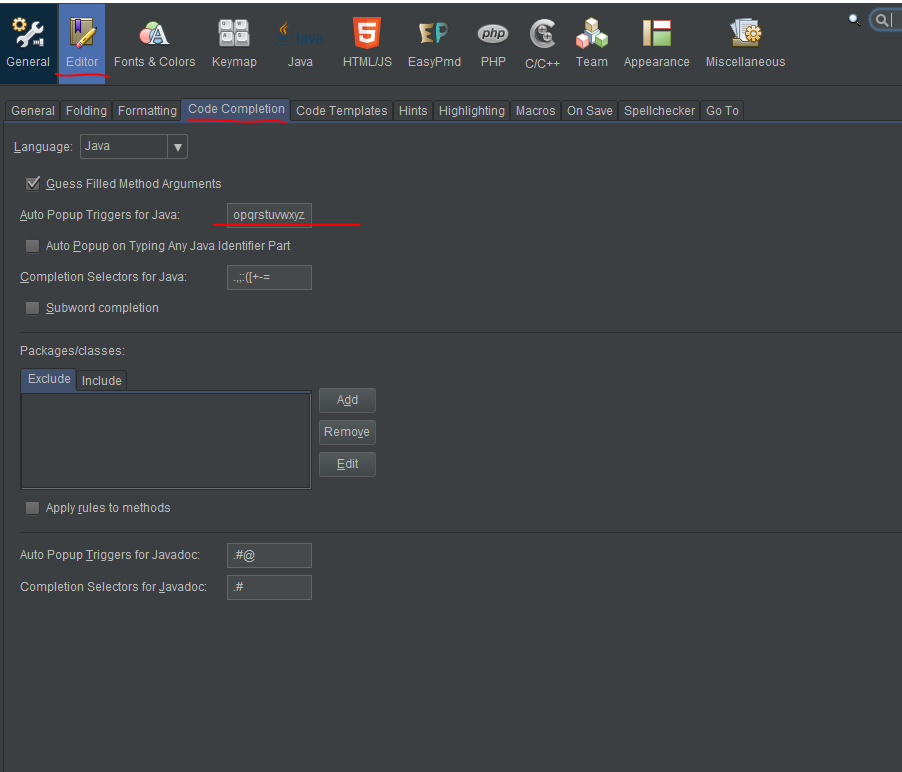 General Editor Fonts & Colors Keymap Java HTML/JS EasyPmd PHP C/C++ Team Appearance Miscellaneous
General Folding Formatting Code Completion Code Templates Hints Highlighting Macros On Save Spellchecker Go To
Language: Java
Guess Filled Method Arguments
Auto Popup Triggers for Java: opqrstuvwxyz
Auto Popup on Typing Any Java Identifier Part
Completion Selectors for Java: .,;:([+-=
Subword completion
Packages/classes:
Exclude Include
Add
Remove
Edit
Apply rules to methods
Auto Popup Triggers for Javadoc: .#@
Completion Selectors for Javadoc: .#